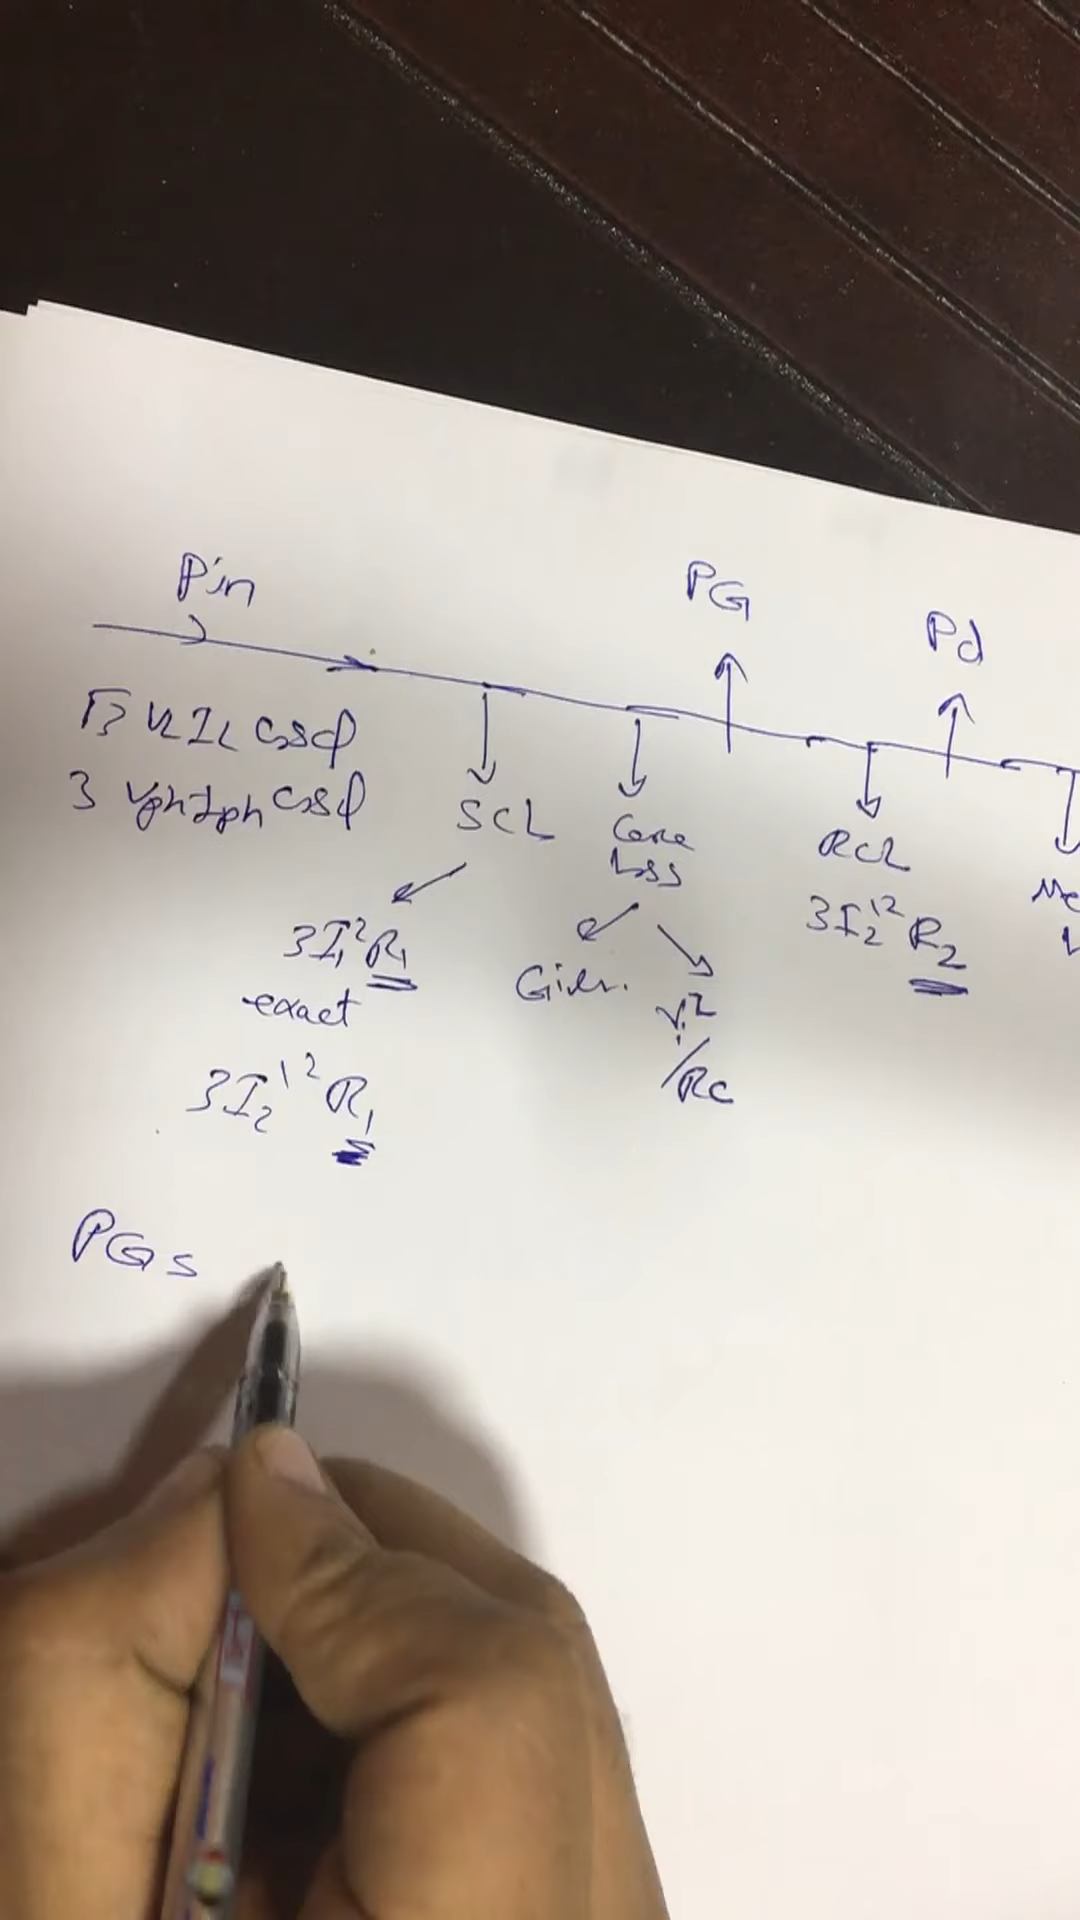 Pin
PG
Pd
√3 VL IL cosφ
3 Vph Iph cosφ
SCL
Core
Loss
RCL
3I₁²R₁
exact
Given.
V₁²
/Rc
3I₂'²R₂
Me
3I₂'²R₁
PG =